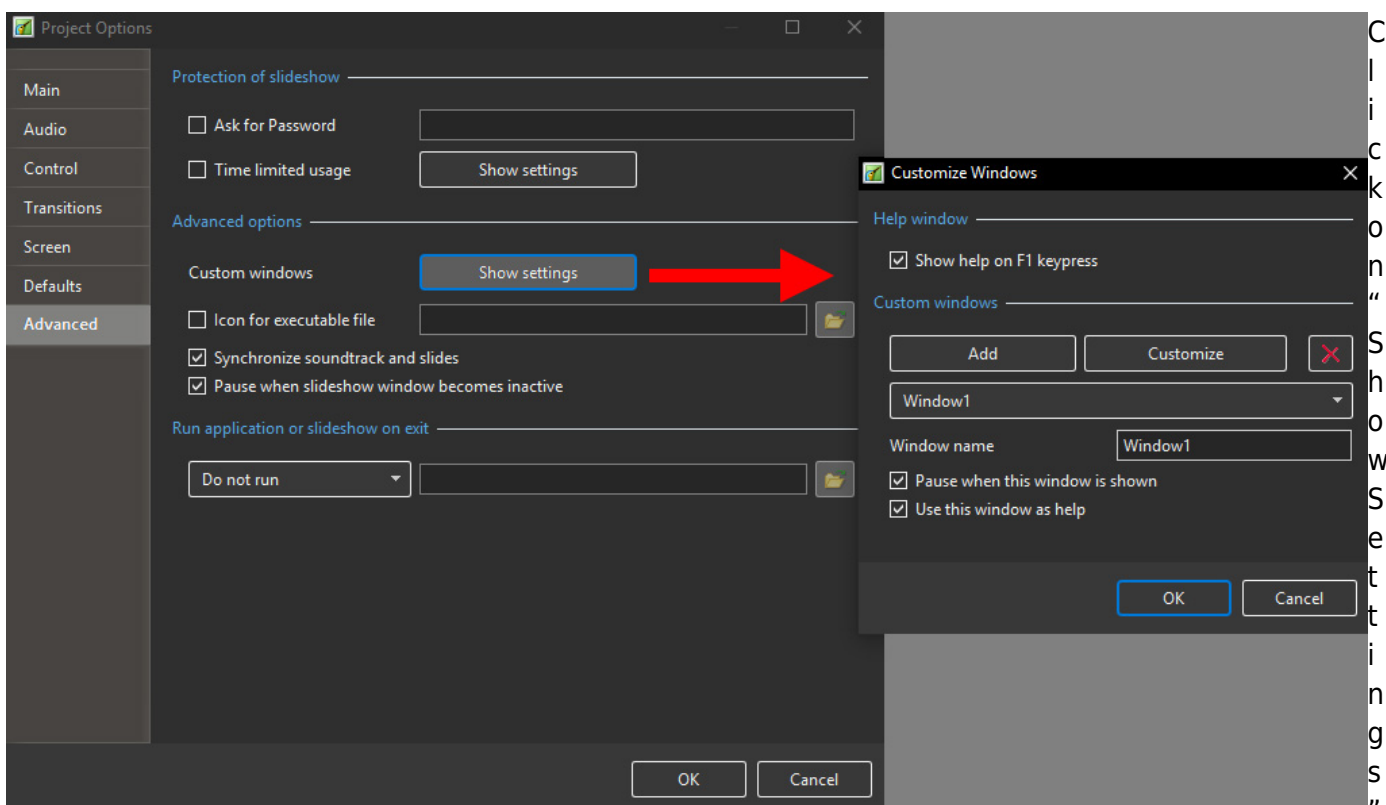 Project Options
Main
Audio
Control
Transitions
Screen
Defaults
Advanced
Protection of slideshow
Ask for Password
Time limited usage
Show settings
Advanced options
Custom windows
Show settings
Icon for executable file
Synchronize soundtrack and slides
Pause when slideshow window becomes inactive
Run application or slideshow on exit
Do not run
OK
Cancel
Customize Windows
Help window
Show help on F1 keypress
Custom windows
Add
Customize
Window1
Window name
Window1
Pause when this window is shown
Use this window as help
OK
Cancel
C
l
i
c
k
o
n
“
S
h
o
w
S
e
t
t
i
n
g
s
”